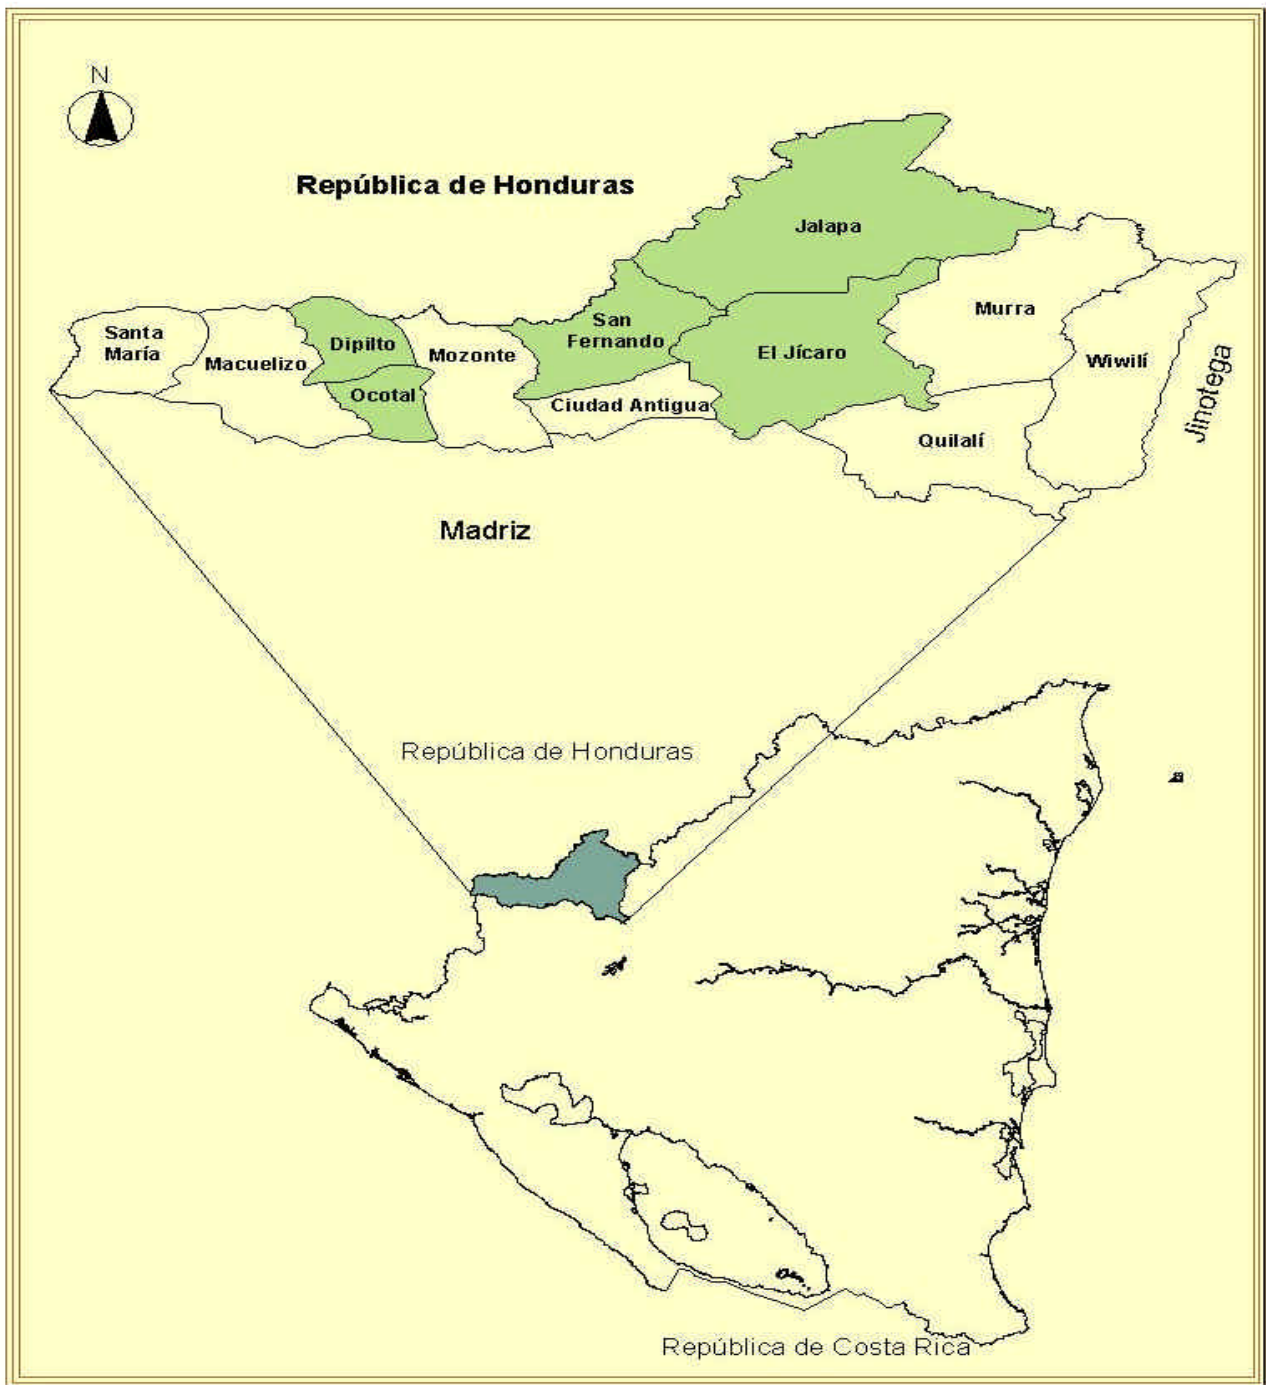 N
República de Honduras
Jalapa
Murra
San
Fernando
Santa
María
Dipilto
Mozonte
El Jícaro
Macuelizo
Wiwilí
Ocotal
Ciudad Antigua
Jinotega
Quilalí
Madriz
República de Honduras
República de Costa Rica